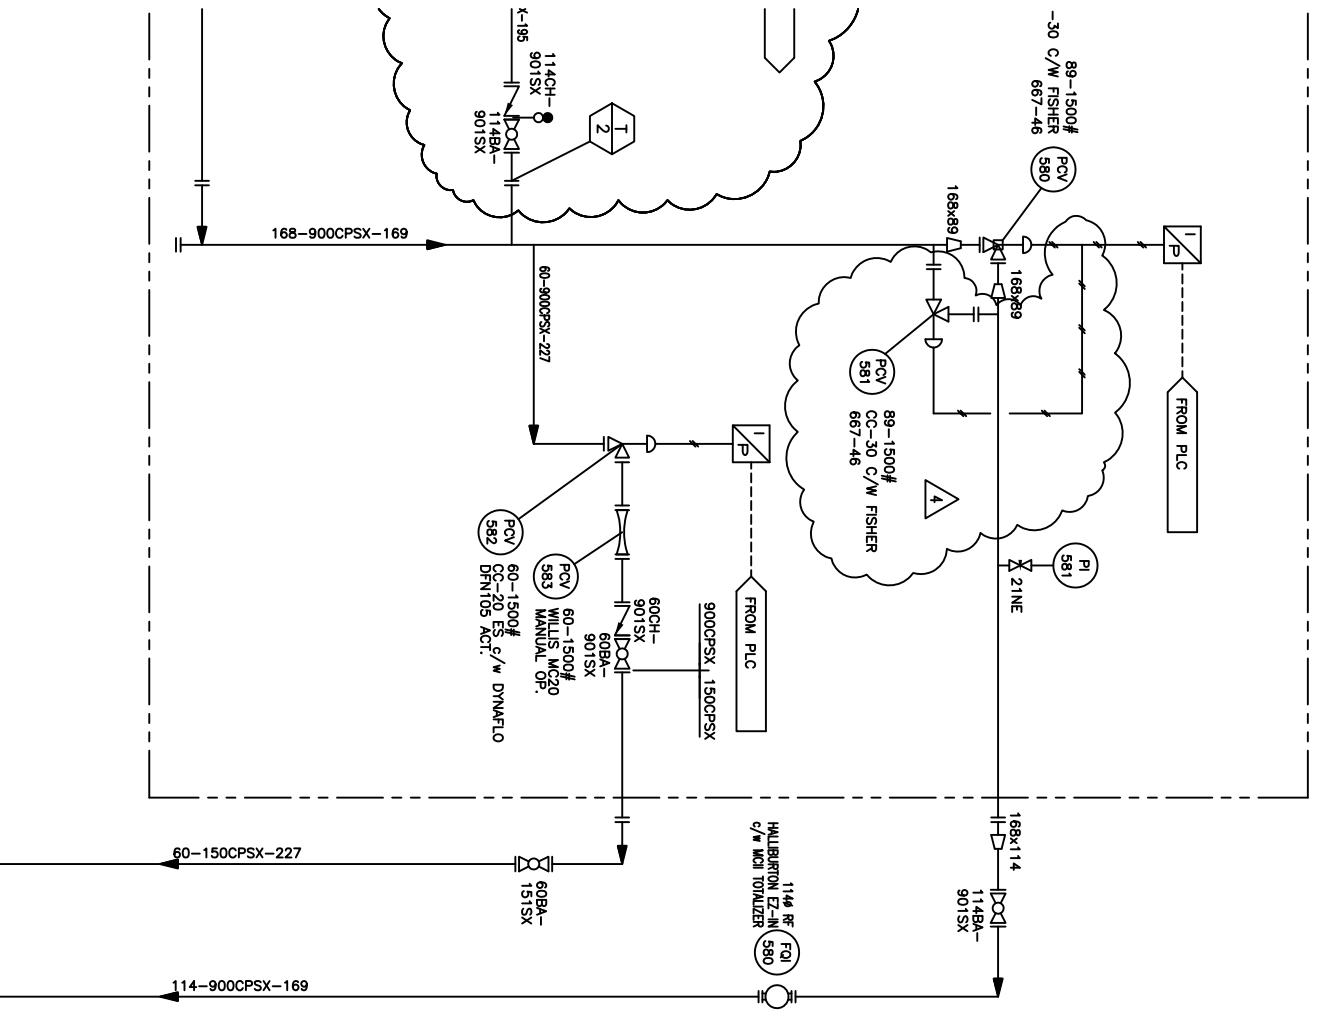 X-195
114CH-
901SX
114BA-
901SX
T
2
-30 C/W FISHER
89-1500#
667-46
PCV
580
168x89
168x89
I
P
FROM PLC
168-900CPSX-169
60-900CPSX-227
PCV
581
89-1500#
CC-30 C/W FISHER
667-46
4
I
P
FROM PLC
PCV
582
60-1500#
CC-20 ES c/w DYNAFLO
DFN105 ACT.
PCV
583
60-1500#
WILLIS MC20
MANUAL OP.
60CH-
901SX
60BA-
901SX
900CPSX
150CPSX
PI
581
21NE
168x114
114BA-
901SX
60-150CPSX-227
60BA-
151SX
114ø RF
HALLIBURTON EZ-IN
c/w MCII TOTALIZER
FQI
580
114-900CPSX-169